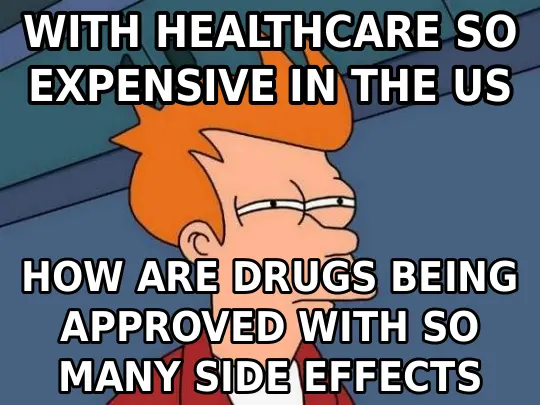 WITH HEALTHCARE SO
EXPENSIVE IN THE US
HOW ARE DRUGS BEING
APPROVED WITH SO
MANY SIDE EFFECTS